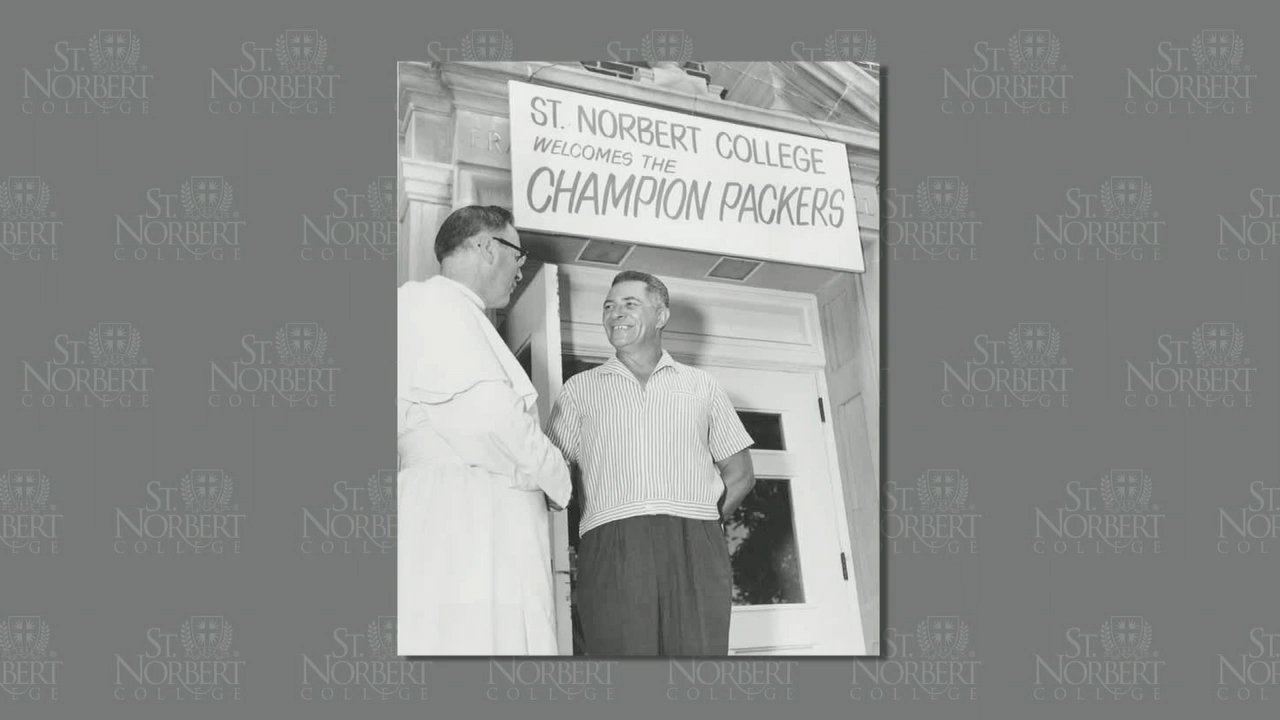 ST. NORBERT COLLEGE
WELCOMES THE
CHAMPION PACKERS
ST.
NORBERT
COLLEGE